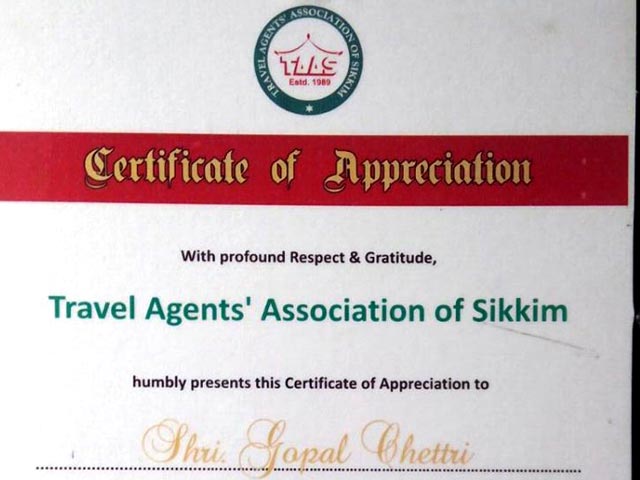 TRAVEL AGENTS' ASSOCIATION OF SIKKIM
TAAS
Estd. 1989
Certificate of Appreciation
With profound Respect & Gratitude,
Travel Agents' Association of Sikkim
humbly presents this Certificate of Appreciation to
Shri. Gopal Chettri